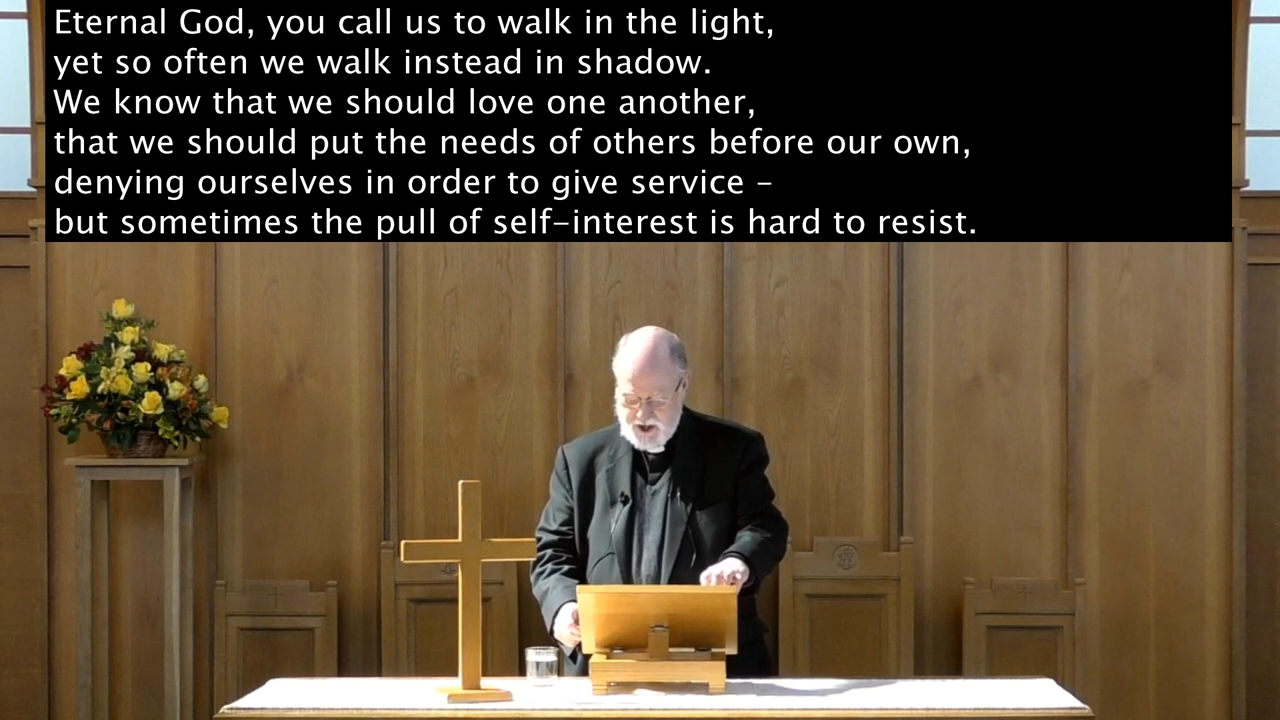 Eternal God, you call us to walk in the light,
yet so often we walk instead in shadow.
We know that we should love one another,
that we should put the needs of others before our own,
denying ourselves in order to give service –
but sometimes the pull of self-interest is hard to resist.